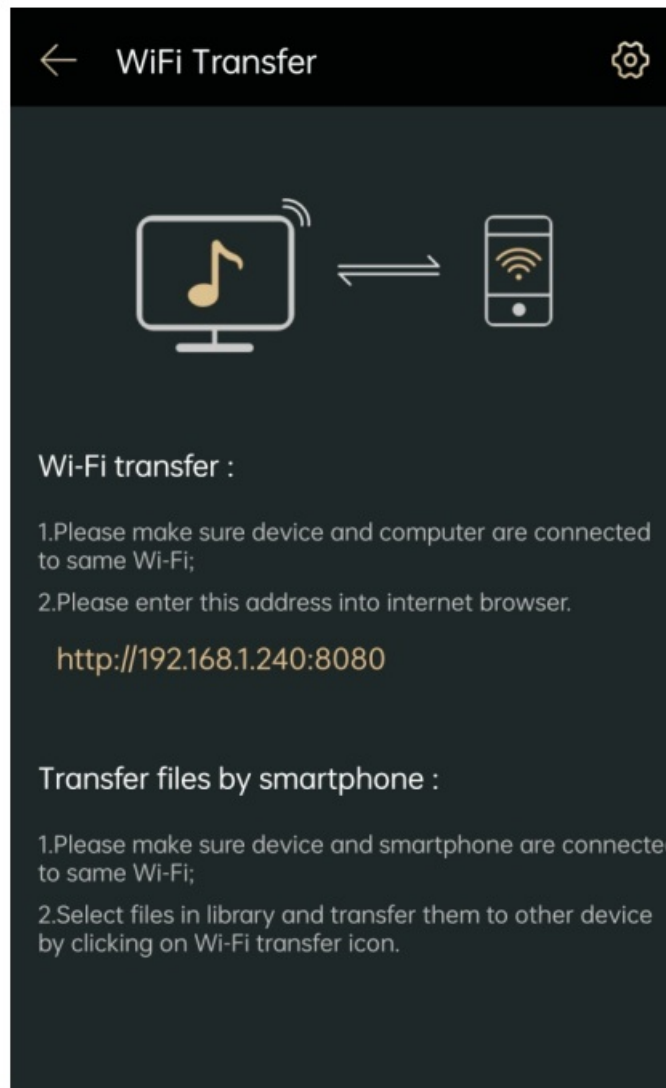 WiFi Transfer
Wi-Fi transfer :
1.Please make sure device and computer are connected
to same Wi-Fi;
2.Please enter this address into internet browser.
http://192.168.1.240:8080
Transfer files by smartphone :
1.Please make sure device and smartphone are connecte
to same Wi-Fi;
2.Select files in library and transfer them to other device
by clicking on Wi-Fi transfer icon.